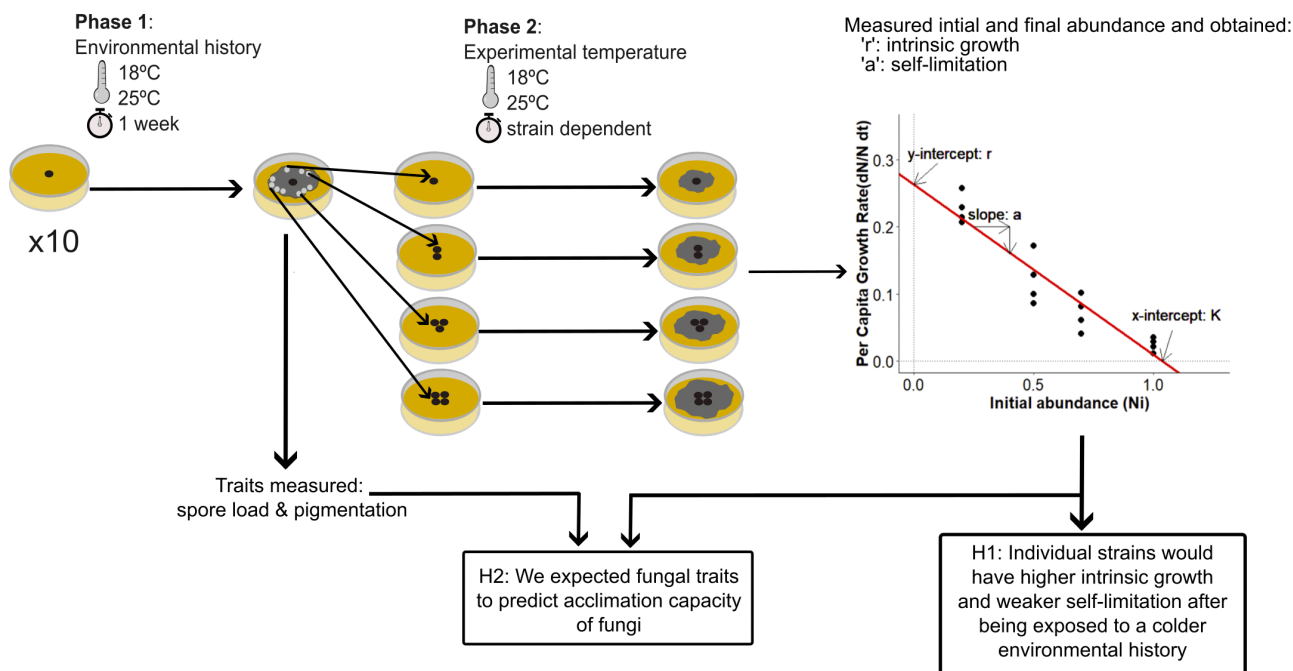 Phase 1:
Environmental history
18ºC
25ºC
1 week
x10
Phase 2:
Experimental temperature
18ºC
25ºC
strain dependent
Measured intial and final abundance and obtained:
'r': intrinsic growth
'a': self-limitation
Per Capita Growth Rate(dN/N dt)
0.3
0.2
0.1
0.0
y-intercept: r
slope: a
x-intercept: K
0.0
0.5
1.0
Initial abundance (Ni)
Traits measured:
spore load & pigmentation
H2: We expected fungal traits
to predict acclimation capacity
of fungi
H1: Individual strains would
have higher intrinsic growth
and weaker self-limitation after
being exposed to a colder
environmental history